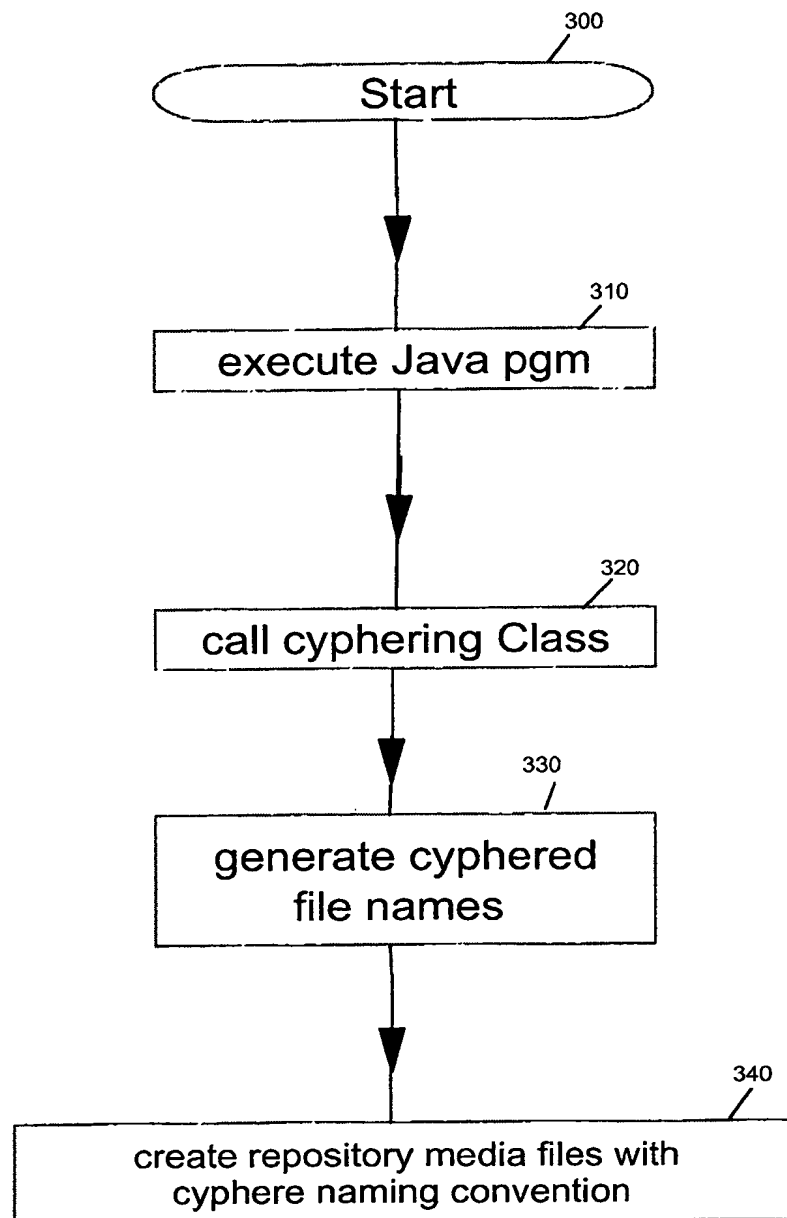 300
Start
310
execute Java pgm
320
call cyphering Class
330
generate cyphered
file names
340
create repository media files with
cyphere naming convention